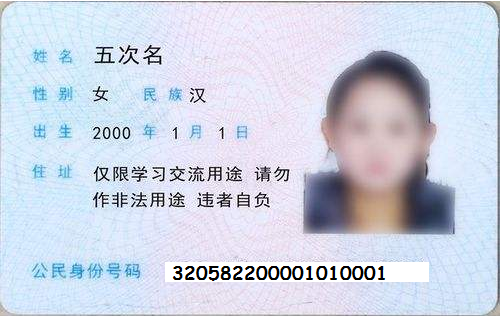 姓 名 五次名
性 别 女 民 族 汉
出 生 2000 年 1 月 1 日
住 址 仅限学习交流用途 请勿
作非法用途 违者自负
公民身份号码 320582200001010001